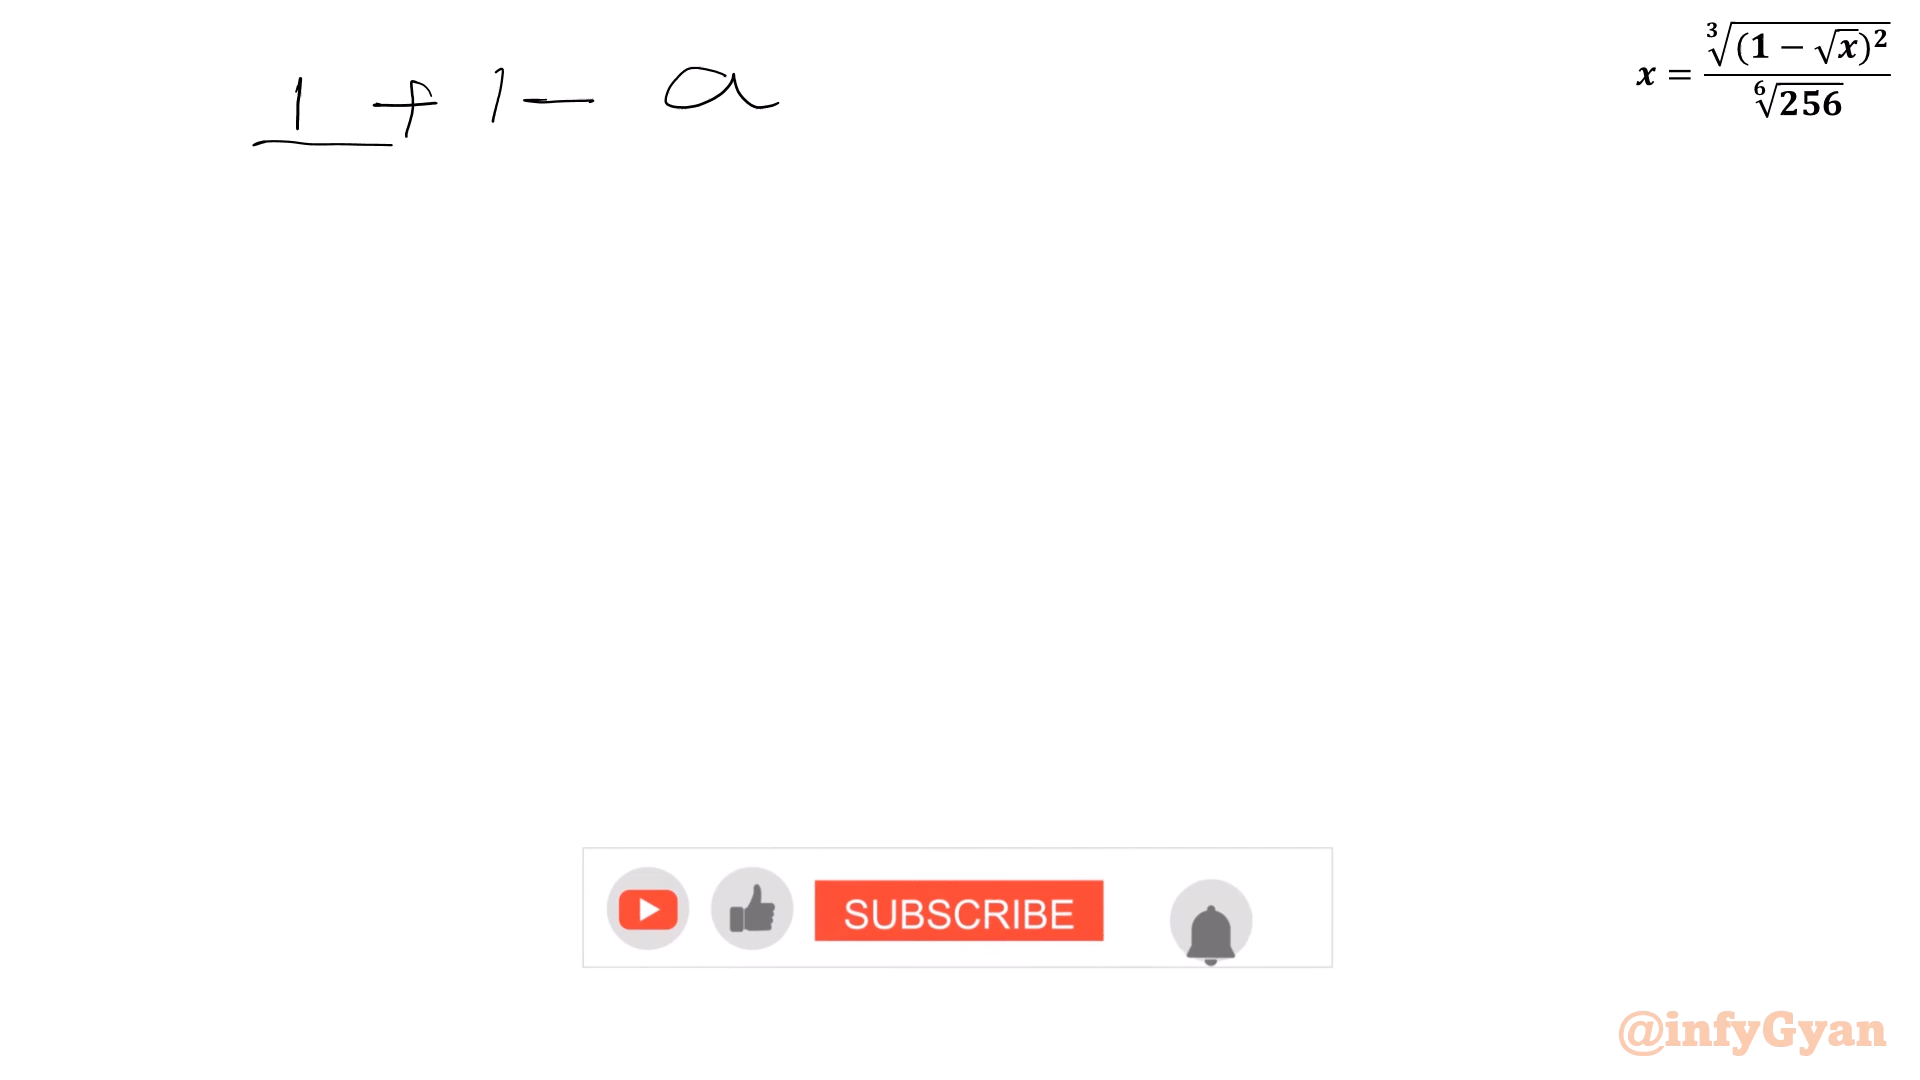 1 + 1 - a
x = ∛(1 − √x)² / ⁶√256
SUBSCRIBE
@infyGyan